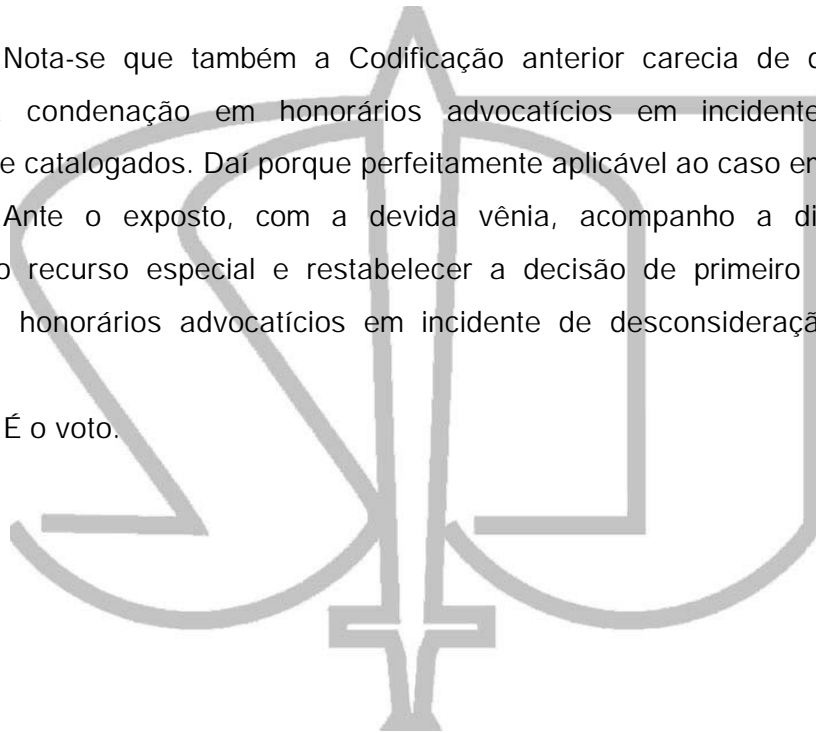 Nota-se que também a Codificação anterior carecia de
condenação em honorários advocatícios em incidente
e catalogados. Daí porque perfeitamente aplicável ao caso
Ante o exposto, com a devida vênia, acompanho a
o recurso especial e restabelecer a decisão de primeiro
honorários advocatícios em incidente de
É o voto.